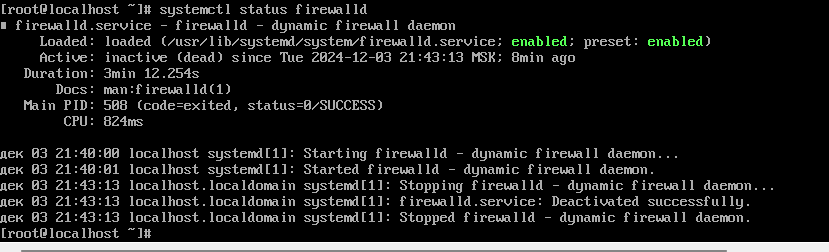 [root@localhost ~]# systemctl status firewalld
■ firewalld.service - firewalld - dynamic firewall daemon
Loaded: loaded (/usr/lib/systemd/system/firewalld.service; enabled; preset: enabled)
Active: inactive (dead) since Tue 2024-12-03 21:43:13 MSK; 8min ago
Duration: 3min 12.254s
Docs: man:firewalld(1)
Main PID: 508 (code=exited, status=0/SUCCESS)
CPU: 824ms
дек 03 21:40:00 localhost systemd[1]: Starting firewalld - dynamic firewall daemon...
дек 03 21:40:01 localhost systemd[1]: Started firewalld - dynamic firewall daemon.
дек 03 21:43:13 localhost.localdomain systemd[1]: Stopping firewalld - dynamic firewall daemon...
дек 03 21:43:13 localhost.localdomain systemd[1]: firewalld.service: Deactivated successfully.
дек 03 21:43:13 localhost.localdomain systemd[1]: Stopped firewalld - dynamic firewall daemon.
[root@localhost ~]#